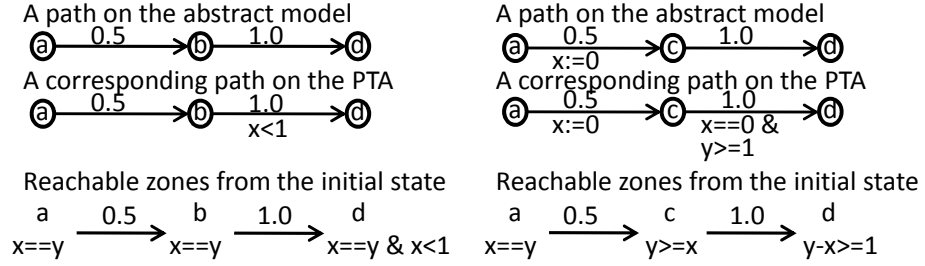 A path on the abstract model
a 0.5 b 1.0 d
A corresponding path on the PTA
a 0.5 b 1.0 d
x<1
Reachable zones from the initial state
a 0.5 b 1.0 d
x==y x==y x==y & x<1
A path on the abstract model
a 0.5 c 1.0 d
x:=0
A corresponding path on the PTA
a 0.5 c 1.0 d
x:=0 x==0 &
y>=1
Reachable zones from the initial state
a 0.5 c 1.0 d
x==y y>=x y-x>=1